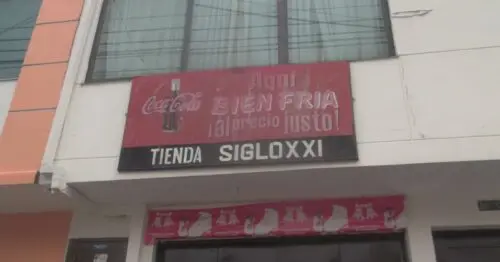 Aquí
Coca-Cola
BIEN FRIA
¡al precio justo!
TIENDA SIGLOXXI